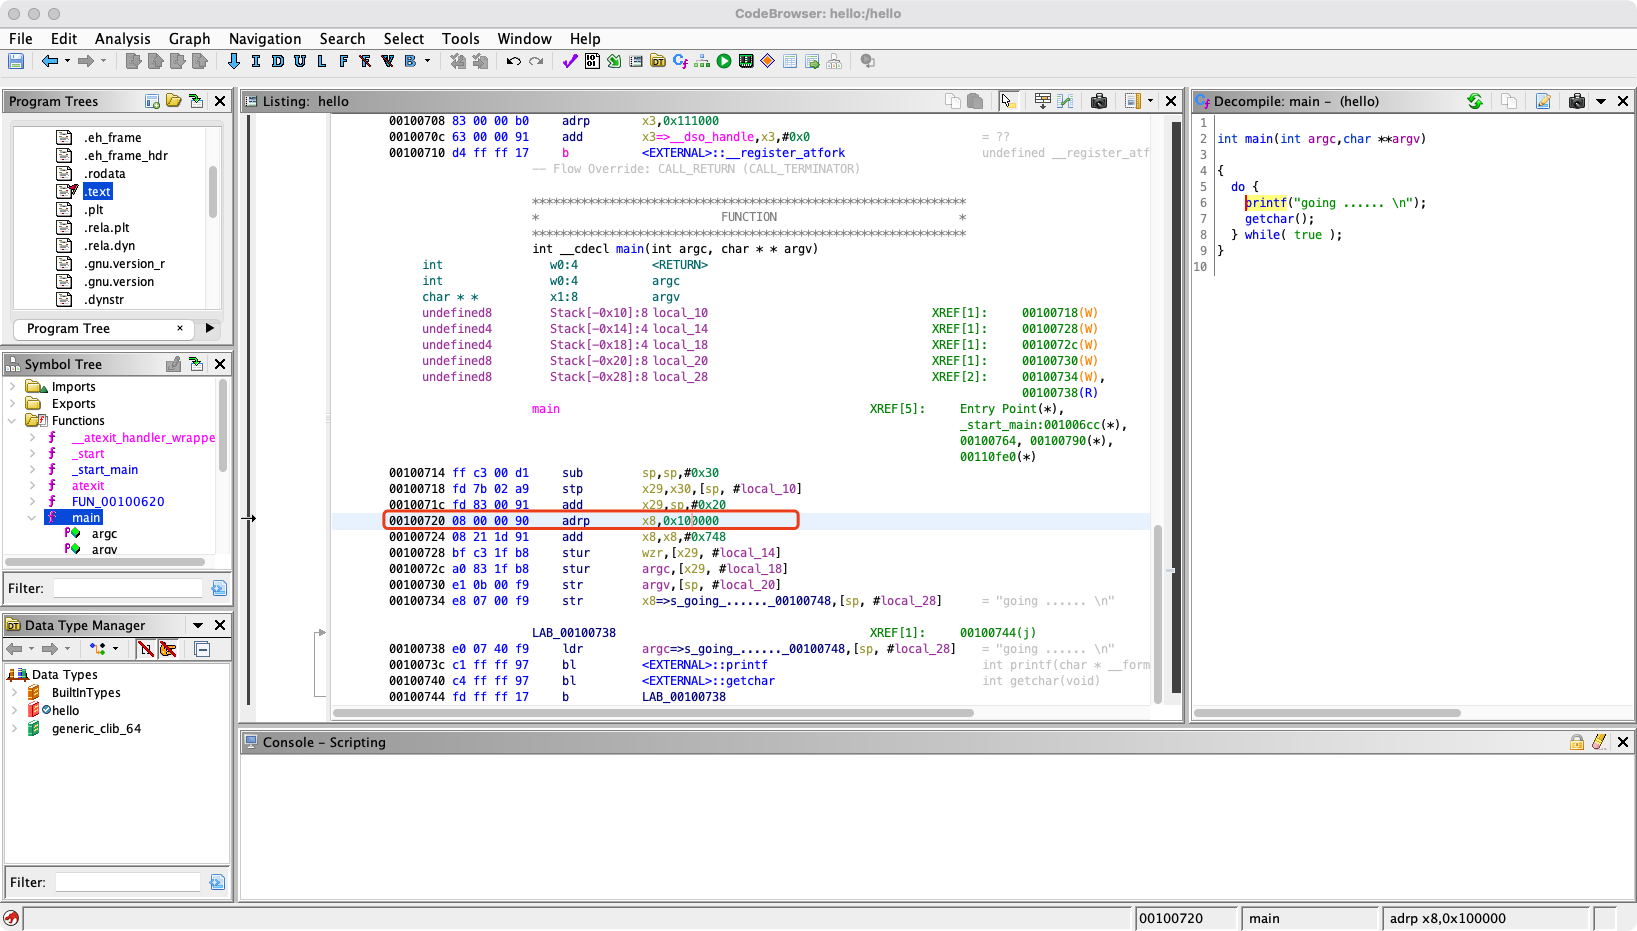 CodeBrowser: hello:/hello
File Edit Analysis Graph Navigation Search Select Tools Window Help
I D U L F F V B
Program Trees
.eh_frame
.eh_frame_hdr
.rodata
.text
.plt
.rela.plt
.rela.dyn
.gnu.version_r
.gnu.version
.dynstr
Program Tree ×
Symbol Tree
Imports
Exports
Functions
f __atexit_handler_wrappe
f _start
f _start_main
f atexit
f FUN_00100620
f main
argc
argv
Filter:
Data Type Manager
Data Types
BuiltInTypes
hello
generic_clib_64
Filter:
Listing: hello
00100708 83 00 00 b0 adrp x3,0x111000
0010070c 63 00 00 91 add x3=>__dso_handle,x3,#0x0 = ??
00100710 d4 ff ff 17 b <EXTERNAL>::__register_atfork undefined __register_atf
-- Flow Override: CALL_RETURN (CALL_TERMINATOR)
**************************************************************
* FUNCTION *
**************************************************************
int __cdecl main(int argc, char * * argv)
int w0:4 <RETURN>
int w0:4 argc
char * * x1:8 argv
undefined8 Stack[-0x10]:8 local_10 XREF[1]: 00100718(W)
undefined4 Stack[-0x14]:4 local_14 XREF[1]: 00100728(W)
undefined4 Stack[-0x18]:4 local_18 XREF[1]: 0010072c(W)
undefined8 Stack[-0x20]:8 local_20 XREF[1]: 00100730(W)
undefined8 Stack[-0x28]:8 local_28 XREF[2]: 00100734(W),
00100738(R)
main XREF[5]: Entry Point(*),
_start_main:001006cc(*),
00100764, 00100790(*),
00110fe0(*)
00100714 ff c3 00 d1 sub sp,sp,#0x30
00100718 fd 7b 02 a9 stp x29,x30,[sp, #local_10]
0010071c fd 83 00 91 add x29,sp,#0x20
00100720 08 00 00 90 adrp x8,0x100000
00100724 08 21 1d 91 add x8,x8,#0x748
00100728 bf c3 1f b8 stur wzr,[x29, #local_14]
0010072c a0 83 1f b8 stur argc,[x29, #local_18]
00100730 e1 0b 00 f9 str argv,[sp, #local_20]
00100734 e8 07 00 f9 str x8=>s_going_......_00100748,[sp, #local_28] = "going ...... \n"
LAB_00100738 XREF[1]: 00100744(j)
00100738 e0 07 40 f9 ldr argc=>s_going_......_00100748,[sp, #local_28] = "going ...... \n"
0010073c c1 ff ff 97 bl <EXTERNAL>::printf int printf(char * __form
00100740 c4 ff ff 97 bl <EXTERNAL>::getchar int getchar(void)
00100744 fd ff ff 17 b LAB_00100738
Decompile: main - (hello)
1
2 int main(int argc,char **argv)
3
4 {
5 do {
6 printf("going ...... \n");
7 getchar();
8 } while( true );
9 }
10
Console - Scripting
00100720 main adrp x8,0x100000